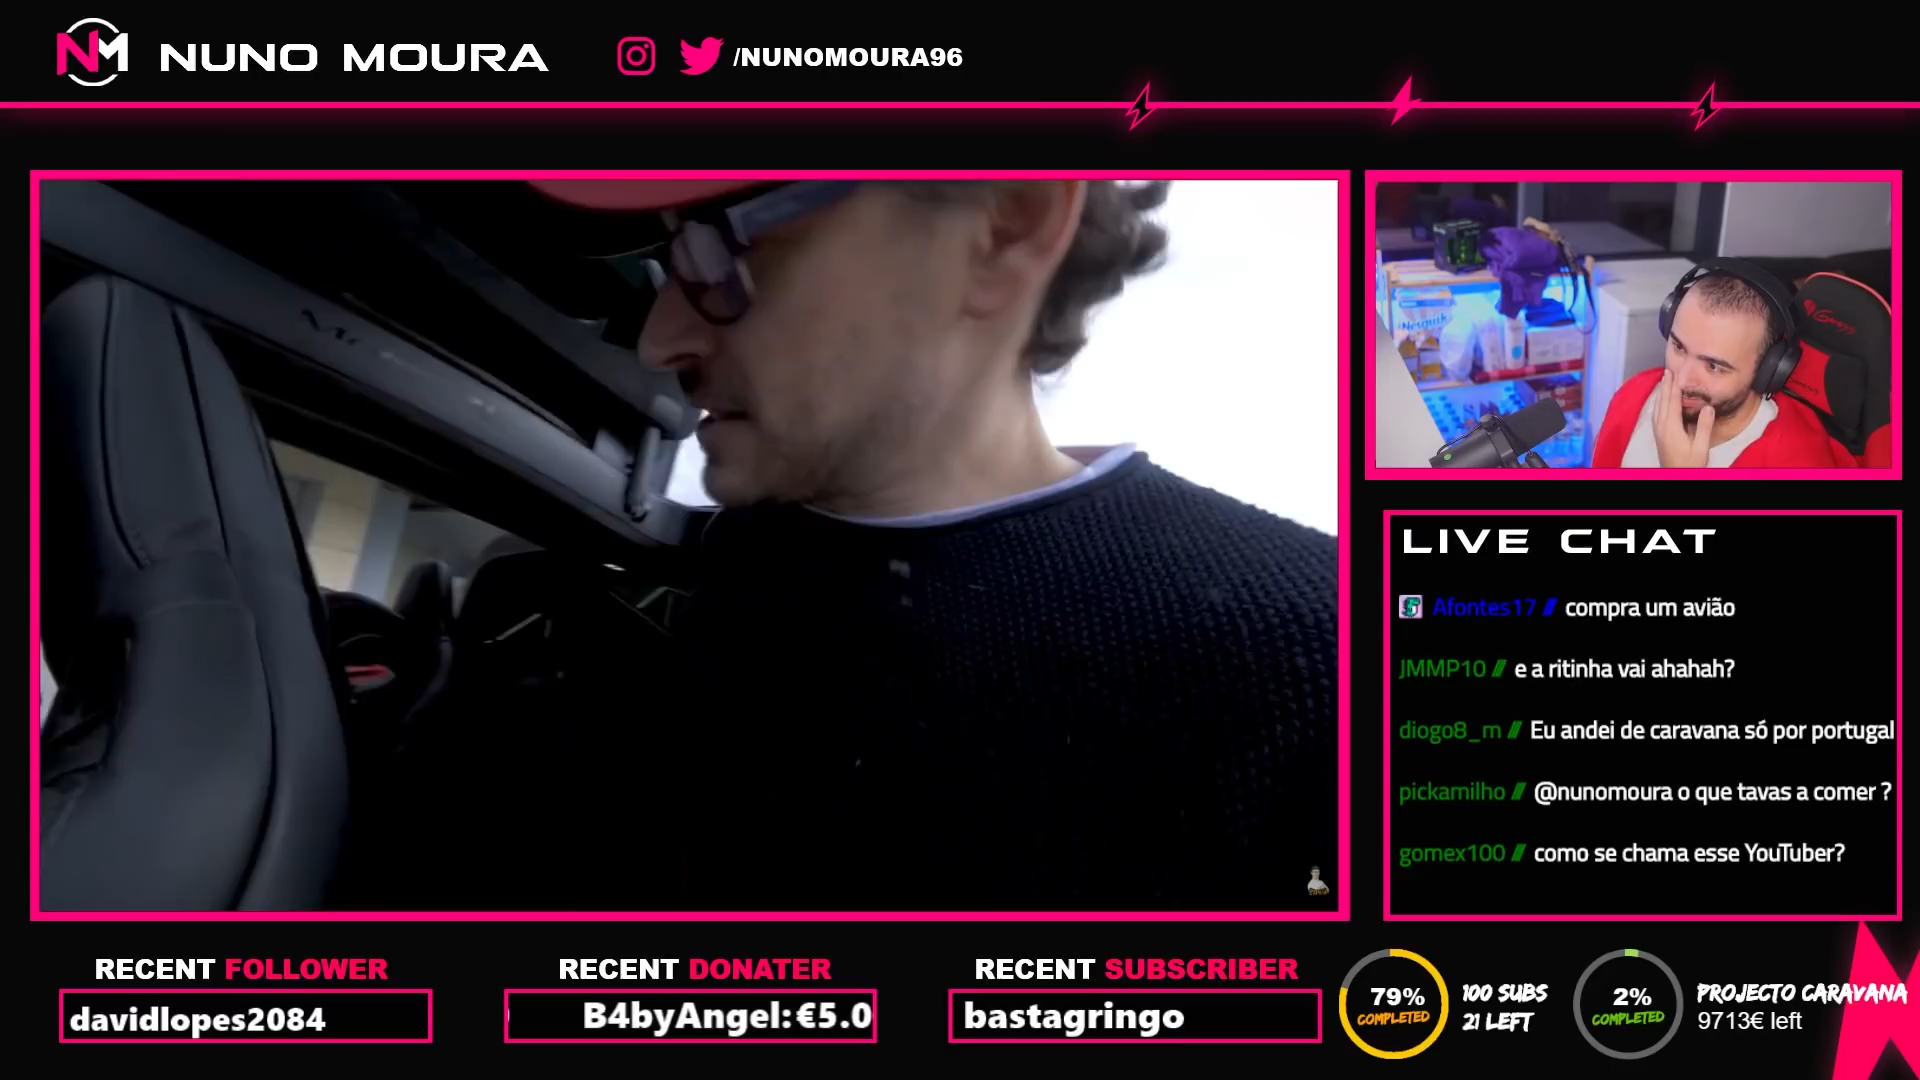 NM NUNO MOURA /NUNOMOURA96
Nesquik
LIVE CHAT
Afontes17 // compra um avião
JMMP10 // e a ritinha vai ahahah?
diogo8_m // Eu andei de caravana só por portugal
pickamilho // @nunomoura o que tavas a comer ?
gomex100 // como se chama esse YouTuber?
RECENT FOLLOWER
davidlopes2084
RECENT DONATER
B4byAngel: €5.0
RECENT SUBSCRIBER
bastagringo
79%
COMPLETED
100 SUBS
21 LEFT
2%
COMPLETED
PROJECTO CARAVANA
9713€ left